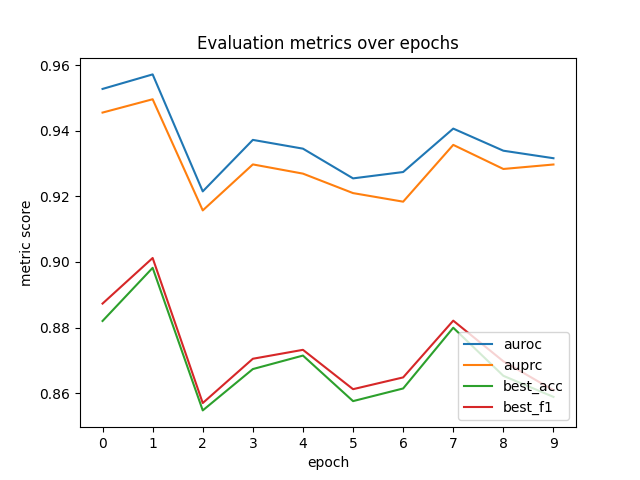 Evaluation metrics over epochs
metric score
0.96
0.94
0.92
0.90
0.88
0.86
auroc
auprc
best_acc
best_f1
0 1 2 3 4 5 6 7 8 9
epoch